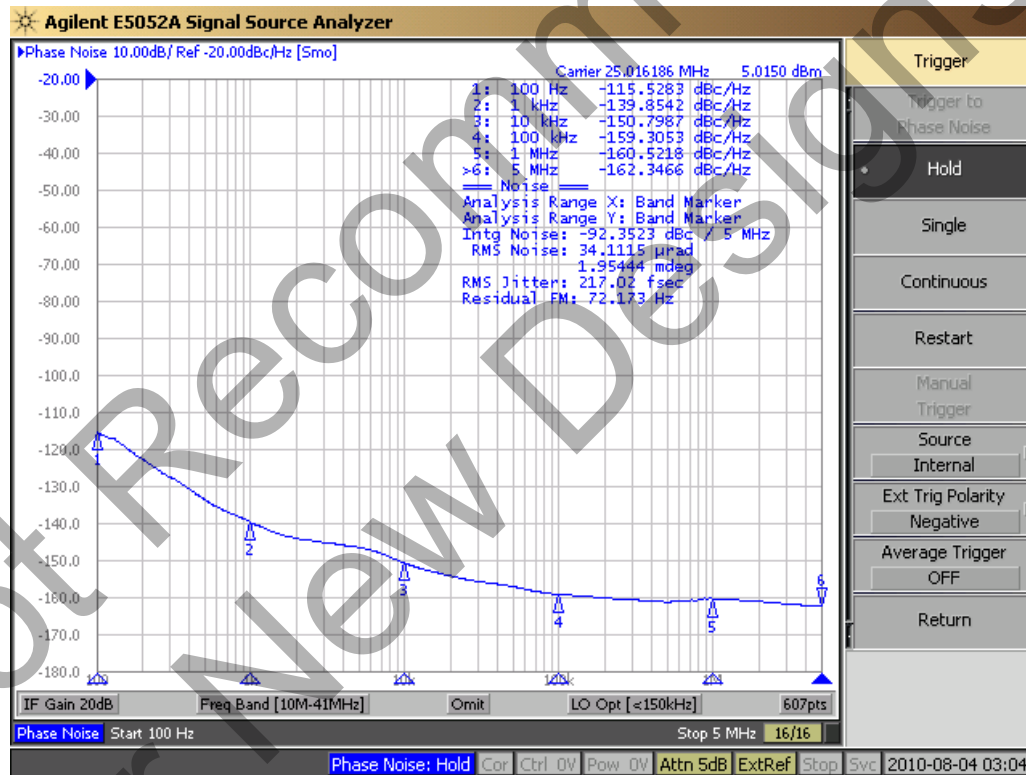 Agilent E5052A Signal Source Analyzer
Phase Noise 10.00dB/ Ref -20.00dBc/Hz [Smo]
Carrier 25.016186 MHz 5.0150 dBm
1: 100 Hz -115.5283 dBc/Hz
2: 1 kHz -139.8542 dBc/Hz
3: 10 kHz -150.7987 dBc/Hz
4: 100 kHz -159.3053 dBc/Hz
5: 1 MHz -160.5218 dBc/Hz
>6: 5 MHz -162.3466 dBc/Hz
Noise
Analysis Range X: Band Marker
Analysis Range Y: Band Marker
Intg Noise: -92.3523 dBc / 5 MHz
RMS Noise: 34.1115 µrad
1.95444 mdeg
RMS Jitter: 217.02 fsec
Residual FM: 72.173 Hz
-20.00
-30.00
-40.00
-50.00
-60.00
-70.00
-80.00
-90.00
-100.0
-110.0
-120.0
-130.0
-140.0
-150.0
-160.0
-170.0
-180.0
1
2
3
4
5
6
IF Gain 20dB Freq Band [10M-41MHz] Omit LO Opt [<150kHz] 607pts
Phase Noise Start 100 Hz Stop 5 MHz 16/16
Phase Noise: Hold Cor Ctrl 0V Pow 0V Attn 5dB ExtRef Stop Svc 2010-08-04 03:04
Trigger
Trigger to
Phase Noise
Hold
Single
Continuous
Restart
Manual
Trigger
Source
Internal
Ext Trig Polarity
Negative
Average Trigger
OFF
Return
New Design